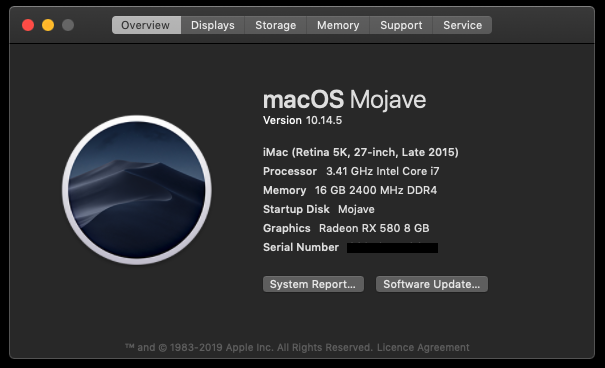 Overview Displays Storage Memory Support Service
macOS Mojave
Version 10.14.5
iMac (Retina 5K, 27-inch, Late 2015)
Processor 3.41 GHz Intel Core i7
Memory 16 GB 2400 MHz DDR4
Startup Disk Mojave
Graphics Radeon RX 580 8 GB
Serial Number
System Report... Software Update...
™ and © 1983-2019 Apple Inc. All Rights Reserved. Licence Agreement